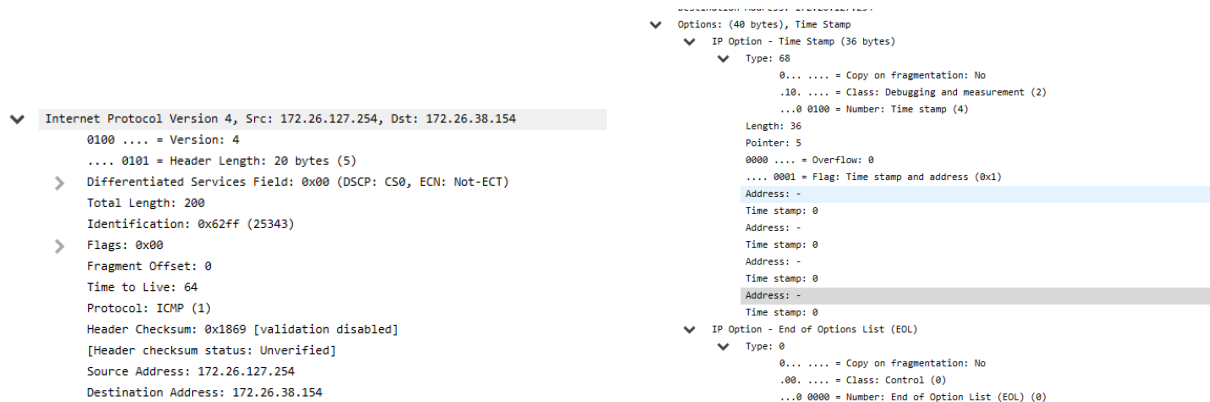 Internet Protocol Version 4, Src: 172.26.127.254, Dst: 172.26.38.154
0100 .... = Version: 4
.... 0101 = Header Length: 20 bytes (5)
Differentiated Services Field: 0x00 (DSCP: CS0, ECN: Not-ECT)
Total Length: 200
Identification: 0x62ff (25343)
Flags: 0x00
Fragment Offset: 0
Time to Live: 64
Protocol: ICMP (1)
Header Checksum: 0x1869 [validation disabled]
[Header checksum status: Unverified]
Source Address: 172.26.127.254
Destination Address: 172.26.38.154
Destination Address: 172.26.127.254
Options: (40 bytes), Time Stamp
IP Option - Time Stamp (36 bytes)
Type: 68
0... .... = Copy on fragmentation: No
.10. .... = Class: Debugging and measurement (2)
...0 0100 = Number: Time stamp (4)
Length: 36
Pointer: 5
0000 .... = Overflow: 0
.... 0001 = Flag: Time stamp and address (0x1)
Address: -
Time stamp: 0
Address: -
Time stamp: 0
Address: -
Time stamp: 0
Address: -
Time stamp: 0
IP Option - End of Options List (EOL)
Type: 0
0... .... = Copy on fragmentation: No
.00. .... = Class: Control (0)
...0 0000 = Number: End of Option List (EOL) (0)